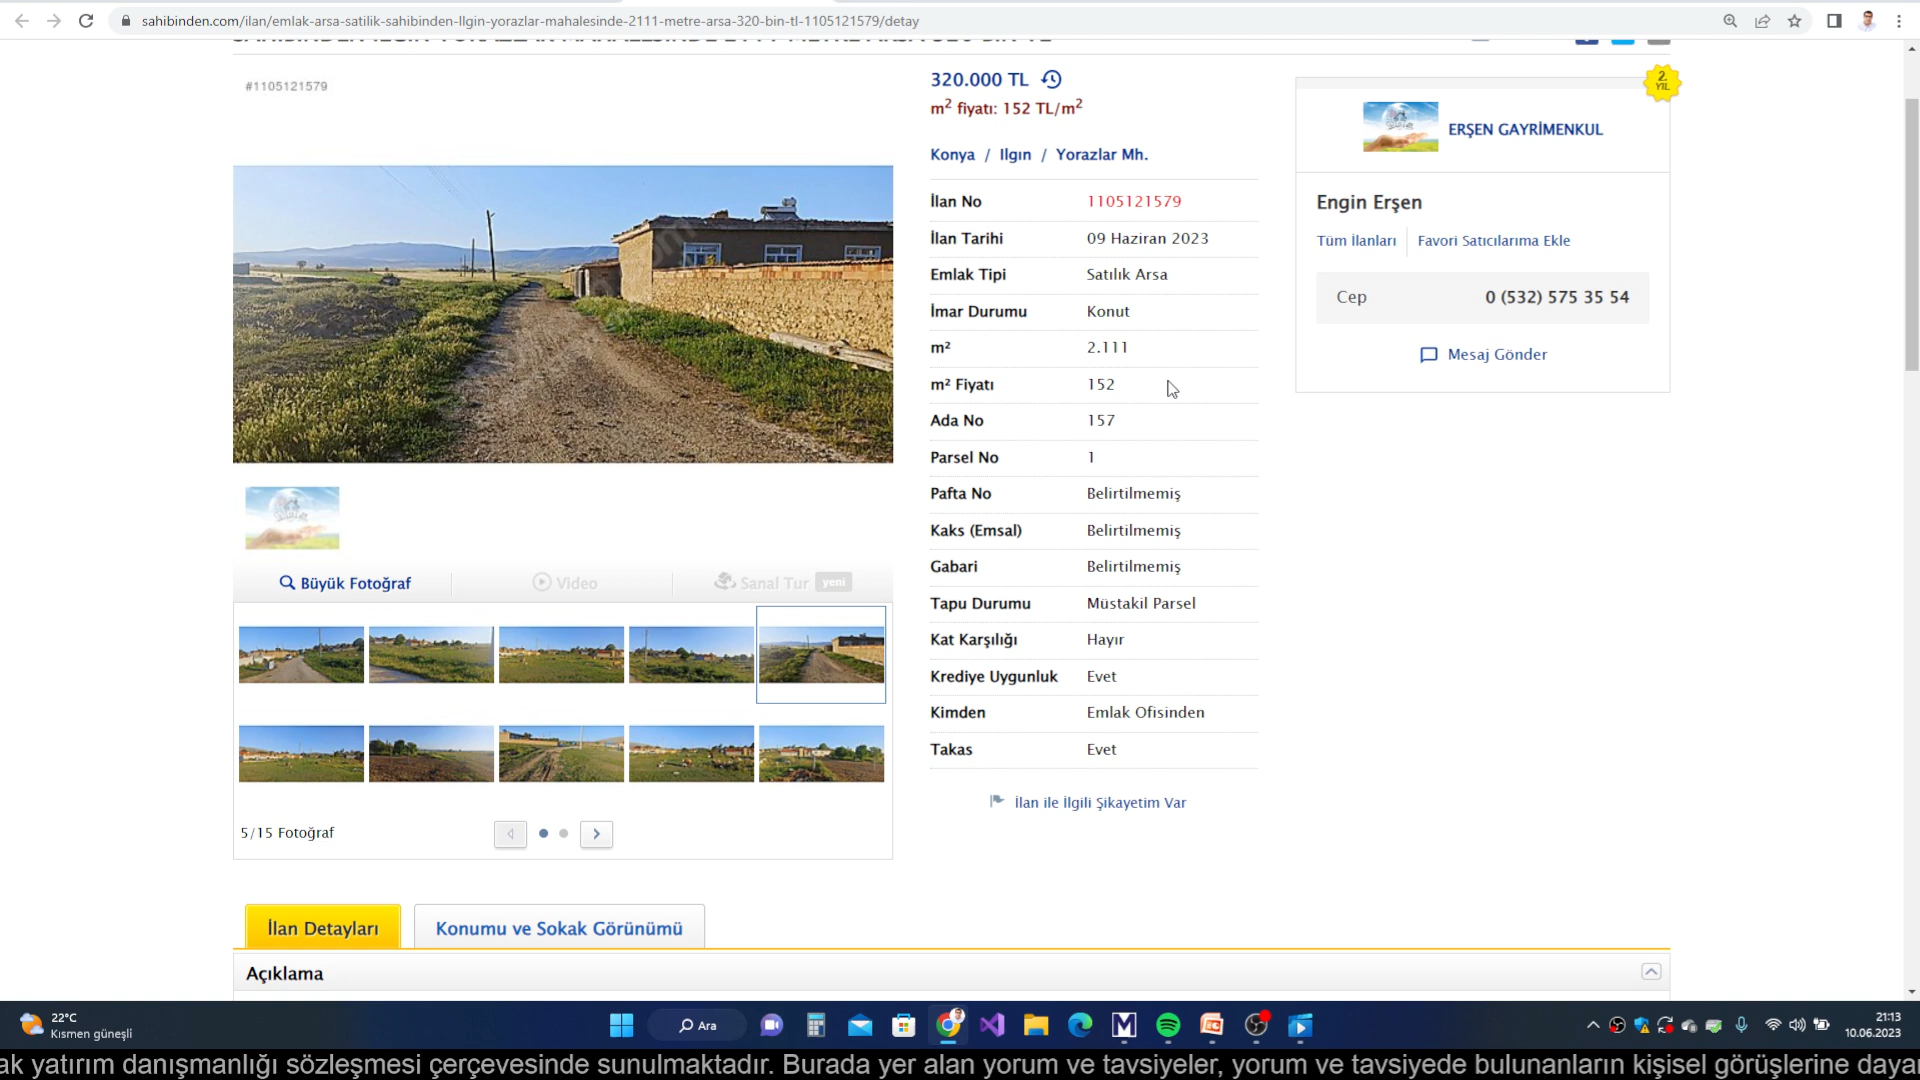 sahibinden.com/ilan/emlak-arsa-satilik-sahibinden-Ilgin-yorazlar-mahalesinde-2111-metre-arsa-320-bin-tl-1105121579/detay
#1105121579
320.000 TL
m² fiyatı: 152 TL/m²
Konya / Ilgın / Yorazlar Mh.
İlan No 1105121579
İlan Tarihi 09 Haziran 2023
Emlak Tipi Satılık Arsa
İmar Durumu Konut
m² 2.111
m² Fiyatı 152
Ada No 157
Parsel No 1
Pafta No Belirtilmemiş
Kaks (Emsal) Belirtilmemiş
Gabari Belirtilmemiş
Tapu Durumu Müstakil Parsel
Kat Karşılığı Hayır
Krediye Uygunluk Evet
Kimden Emlak Ofisinden
Takas Evet
İlan ile İlgili Şikayetim Var
2.
YIL
ERŞEN GAYRİMENKUL
Engin Erşen
Tüm İlanları Favori Satıcılarıma Ekle
Cep 0 (532) 575 35 54
Mesaj Gönder
Büyük Fotoğraf Video Sanal Tur yeni
5/15 Fotoğraf
İlan Detayları Konumu ve Sokak Görünümü
Açıklama
22°C
Kısmen güneşli
Ara
21:13
10.06.2023
ak yatırım danışmanlığı sözleşmesi çerçevesinde sunulmaktadır. Burada yer alan yorum ve tavsiyeler, yorum ve tavsiyede bulunanların kişisel görüşlerine daya